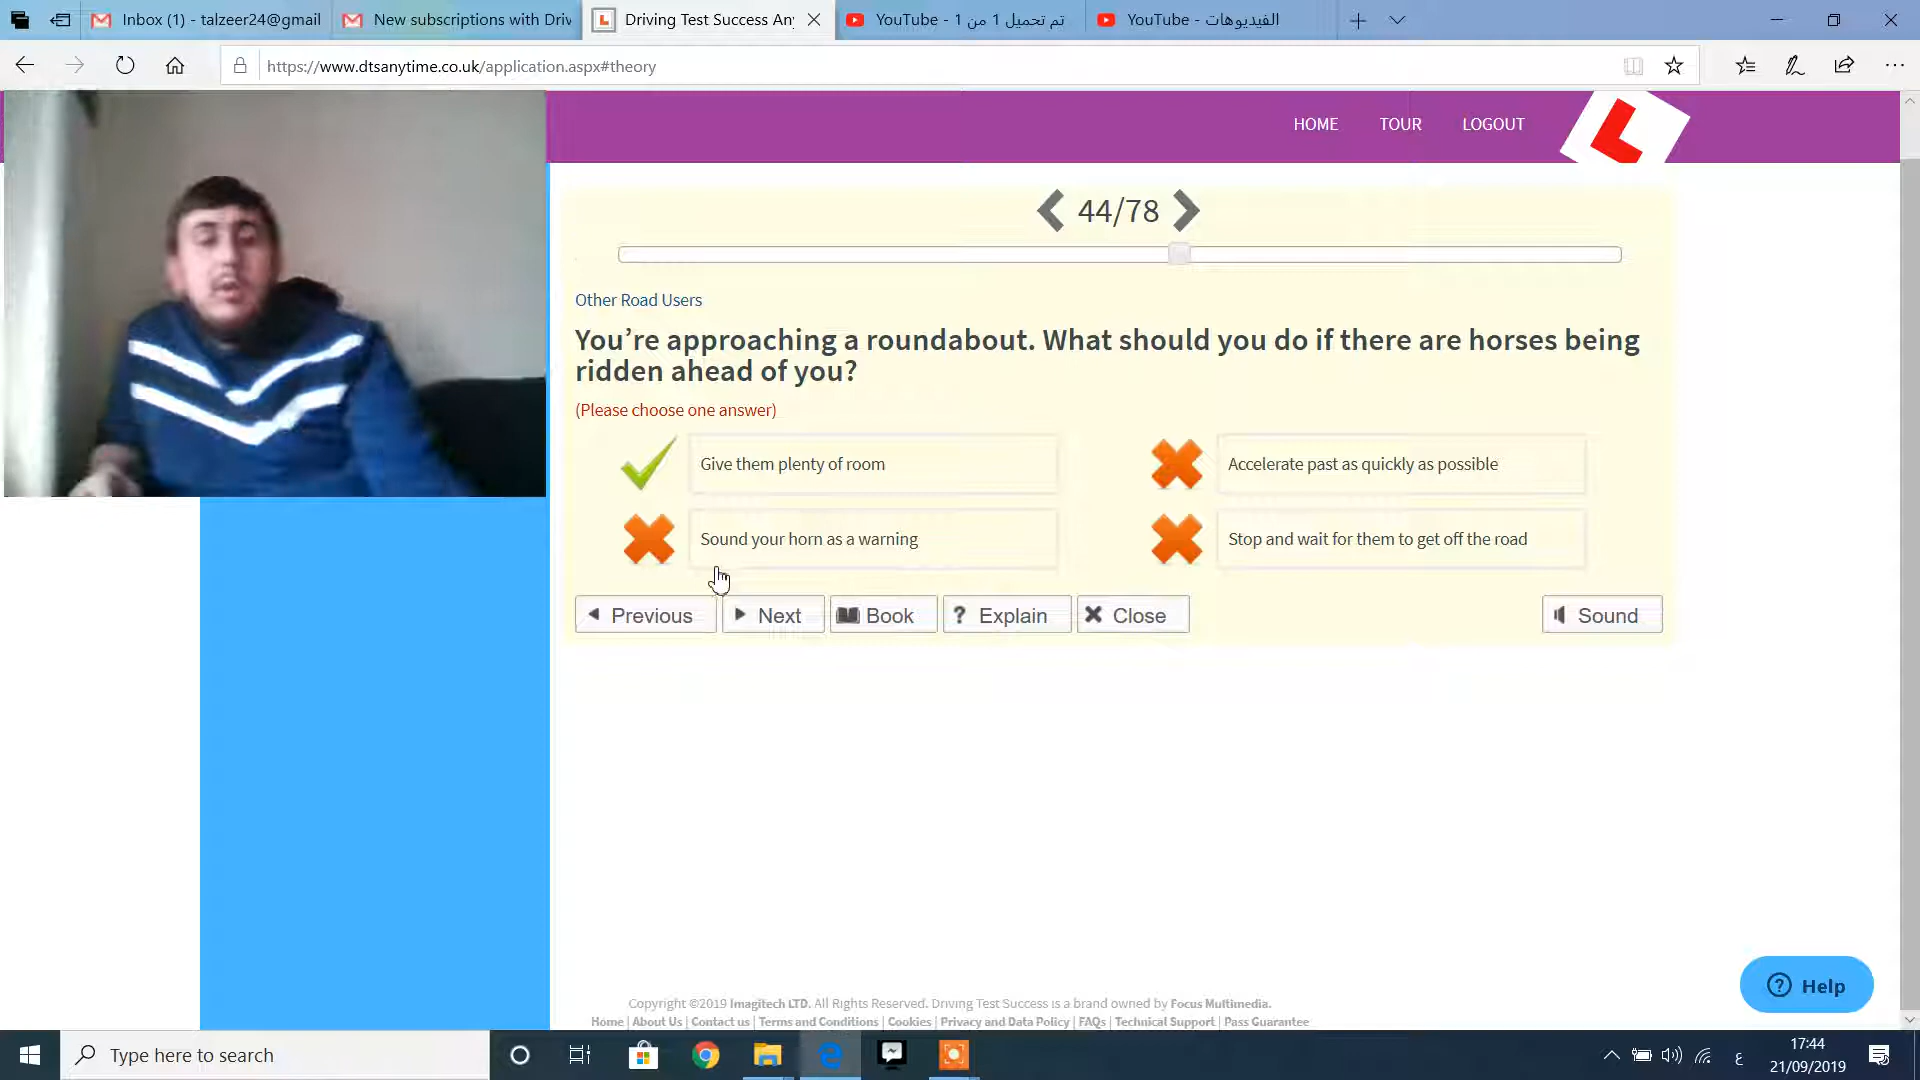 Inbox (1) - talzeer24@gmail
New subscriptions with Driv
Driving Test Success Any
YouTube - تم تحميل 1 من 1
YouTube - الفيديوهات
https://www.dtsanytime.co.uk/application.aspx#theory
HOME TOUR LOGOUT
44/78
Other Road Users
You’re approaching a roundabout. What should you do if there are horses being
ridden ahead of you?
(Please choose one answer)
Give them plenty of room
Accelerate past as quickly as possible
Sound your horn as a warning
Stop and wait for them to get off the road
Previous Next Book ? Explain Close Sound
? Help
Copyright ©2019 Imagitech LTD. All Rights Reserved. Driving Test Success is a brand owned by Focus Multimedia.
Home | About Us | Contact us | Terms and Conditions | Cookies | Privacy and Data Policy | FAQs | Technical Support | Pass Guarantee
Type here to search
ع
17:44
21/09/2019